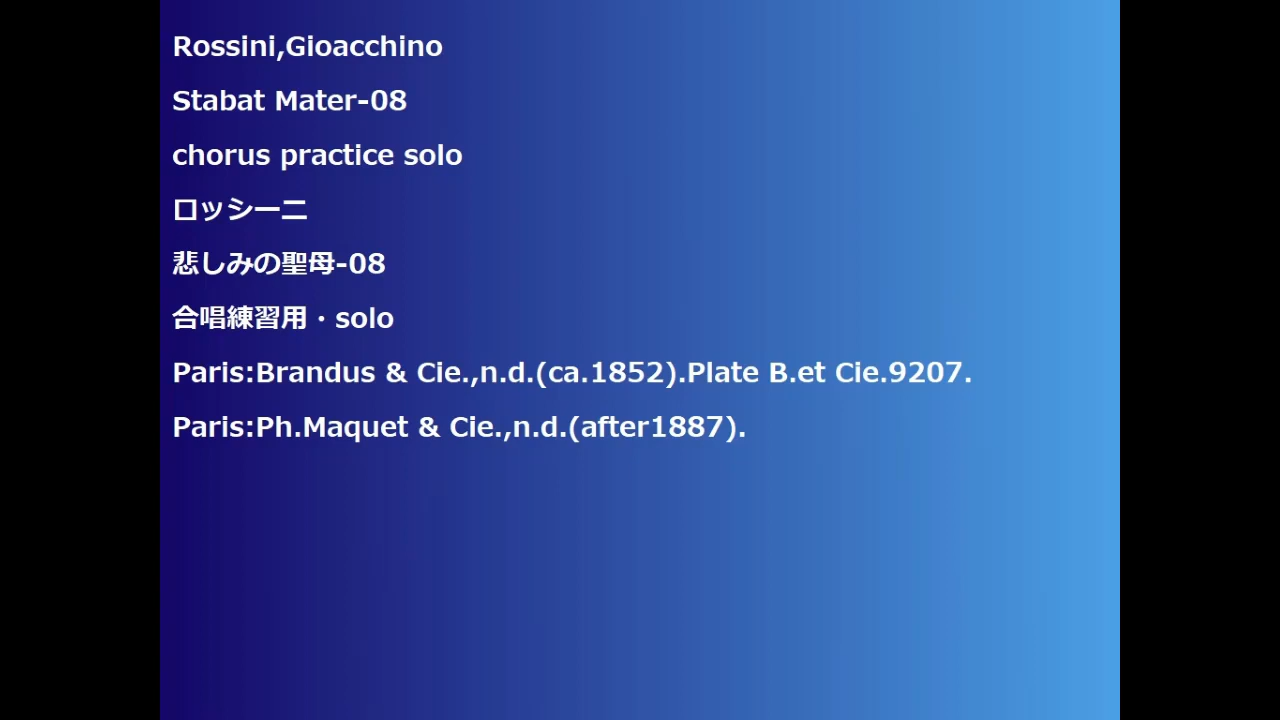 Rossini,Gioacchino
Stabat Mater-08
chorus practice solo
ロッシーニ
悲しみの聖母-08
合唱練習用・solo
Paris:Brandus & Cie.,n.d.(ca.1852).Plate B.et Cie.9207.
Paris:Ph.Maquet & Cie.,n.d.(after1887).